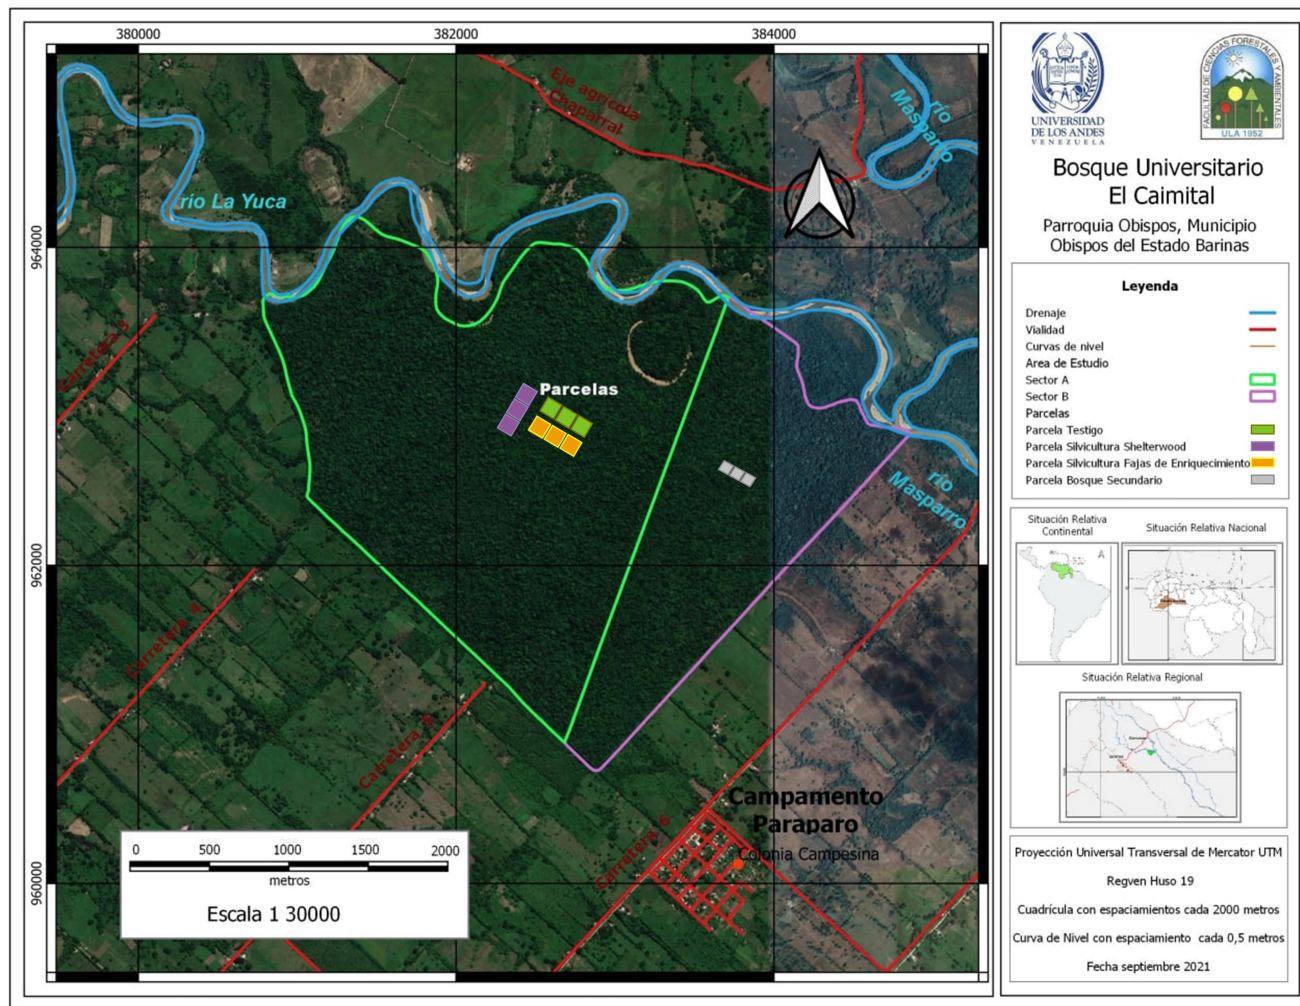 380000
382000
384000
964000
962000
960000
Eje agrícola
Chaparral
río
Masparro
río La Yuca
Carretera 3
Parcelas
río
Masparro
Carretera 4
Carretera 5
Carretera 6
Campamento
Paraparo
Colonia Campesina
0 500 1000 1500 2000
metros
Escala 1 30000
UNIVERSIDAD
DE LOS ANDES
VENEZUELA
FACULTAD DE CIENCIAS FORESTALES Y AMBIENTALES
ULA 1952
Bosque Universitario
El Caimital
Parroquia Obispos, Municipio
Obispos del Estado Barinas
Leyenda
Drenaje
Vialidad
Curvas de nivel
Area de Estudio
Sector A
Sector B
Parcelas
Parcela Testigo
Parcela Silvicultura Shelterwood
Parcela Silvicultura Fajas de Enriquecimiento
Parcela Bosque Secundario
Situación Relativa
Continental
Situación Relativa Nacional
Situación Relativa Regional
Proyección Universal Transversal de Mercator UTM
Regven Huso 19
Cuadrícula con espaciamientos cada 2000 metros
Curva de Nivel con espaciamiento cada 0,5 metros
Fecha septiembre 2021